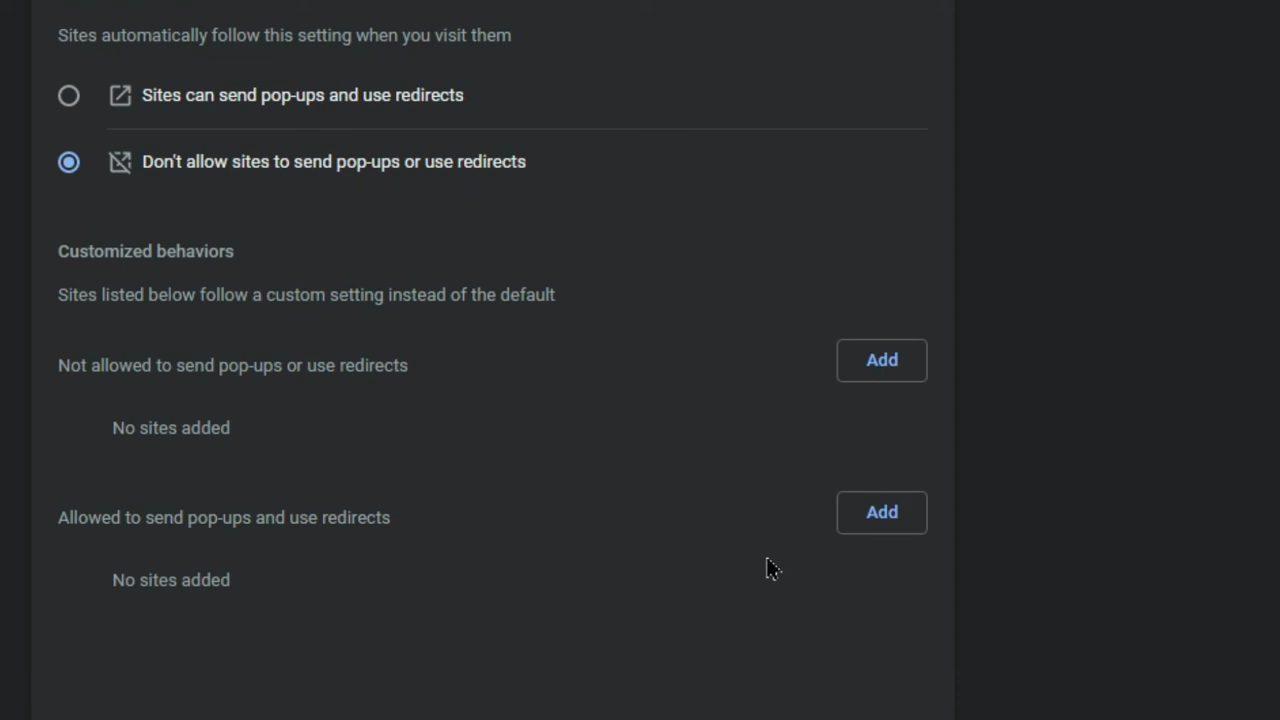 Sites automatically follow this setting when you visit them
Sites can send pop-ups and use redirects
Don't allow sites to send pop-ups or use redirects
Customized behaviors
Sites listed below follow a custom setting instead of the default
Not allowed to send pop-ups or use redirects
Add
No sites added
Allowed to send pop-ups and use redirects
Add
No sites added